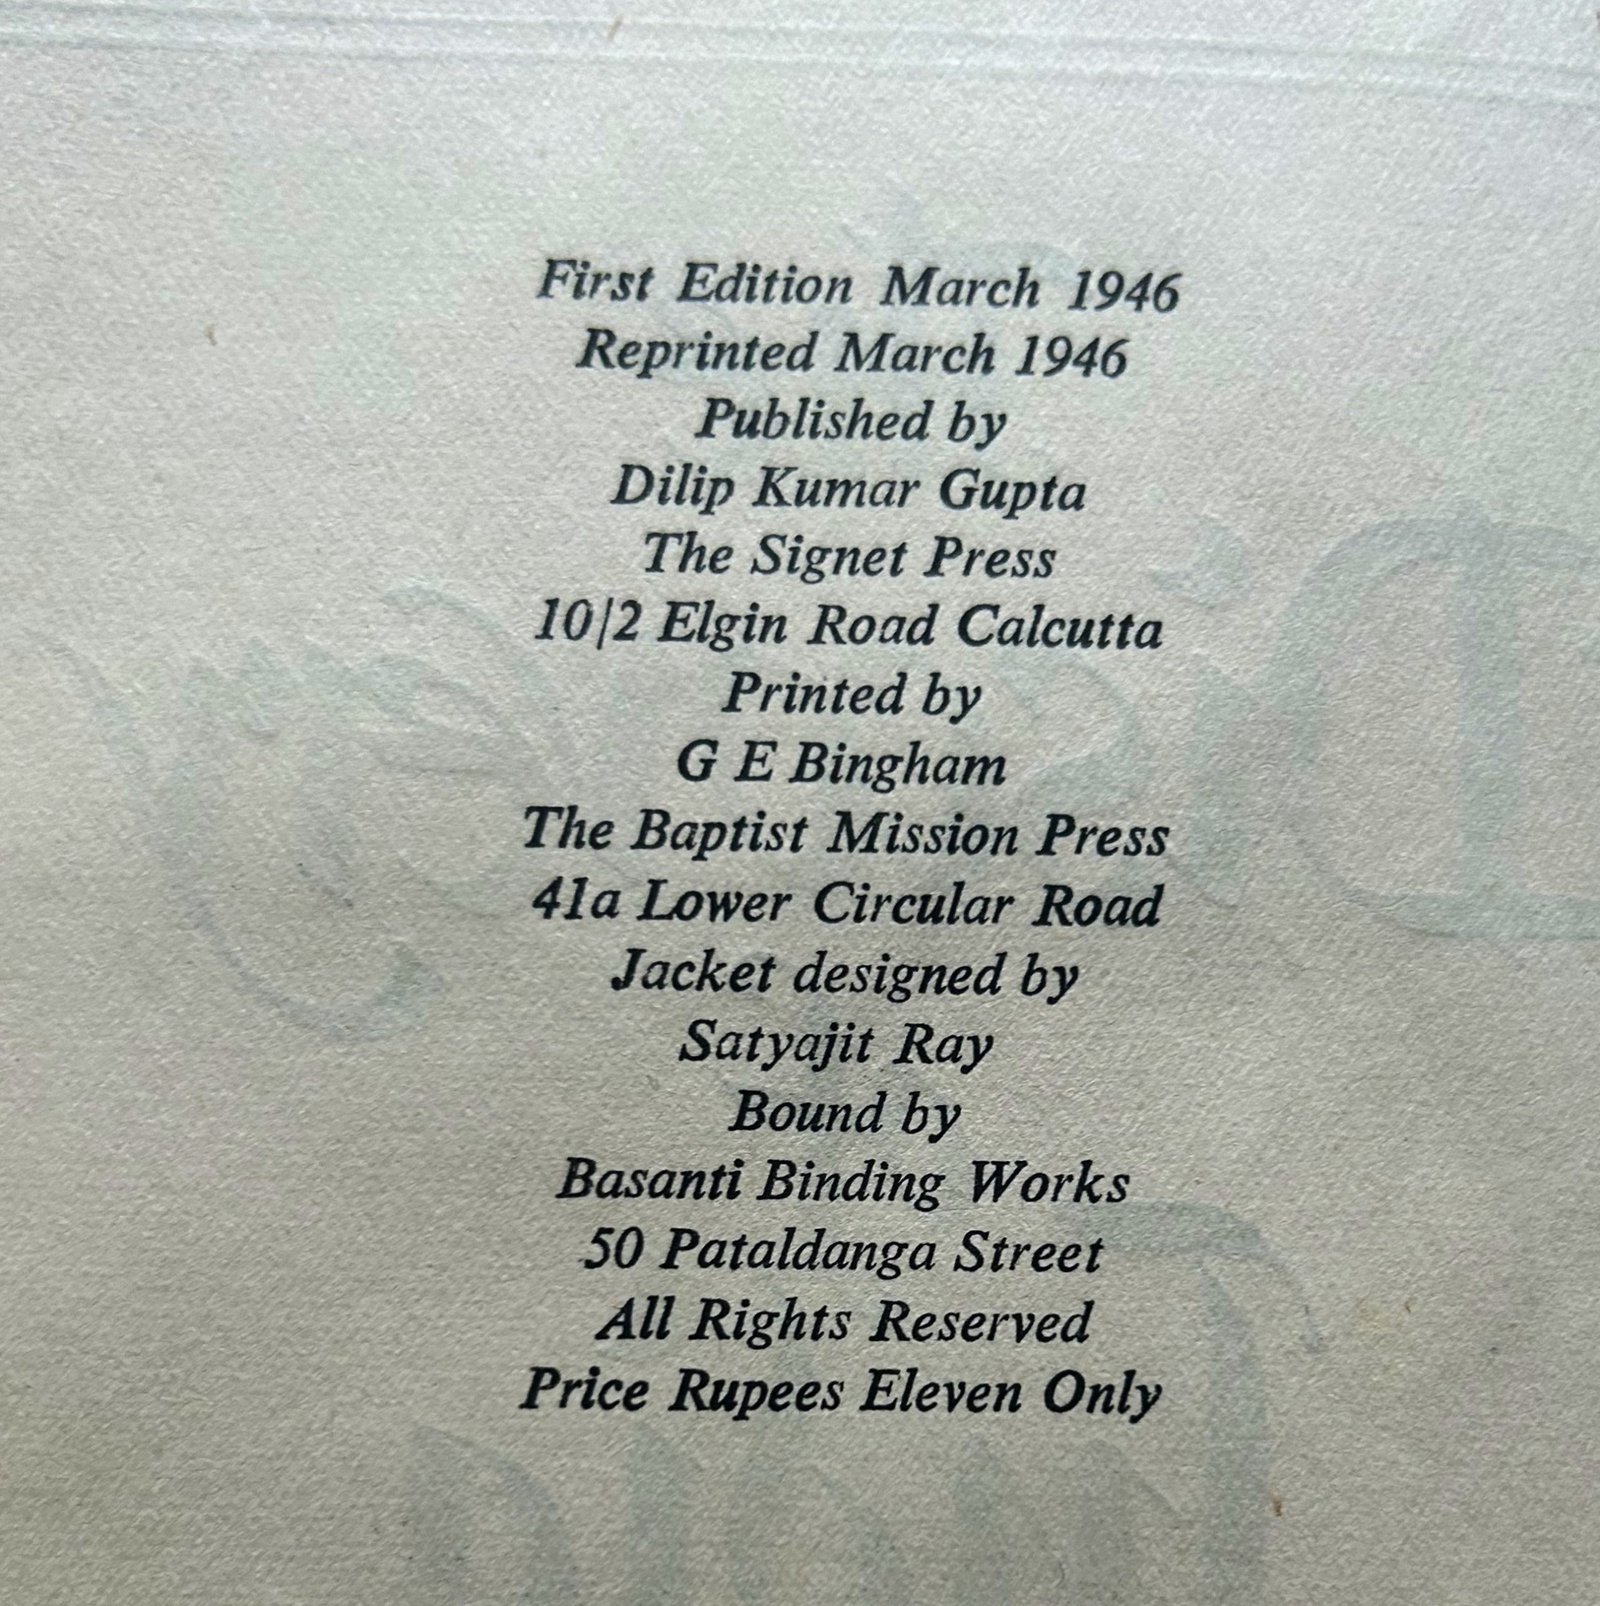 First Edition March 1946
Reprinted March 1946
Published by
Dilip Kumar Gupta
The Signet Press
10/2 Elgin Road Calcutta
Printed by
G E Bingham
The Baptist Mission Press
41a Lower Circular Road
Jacket designed by
Satyajit Ray
Bound by
Basanti Binding Works
50 Pataldanga Street
All Rights Reserved
Price Rupees Eleven Only